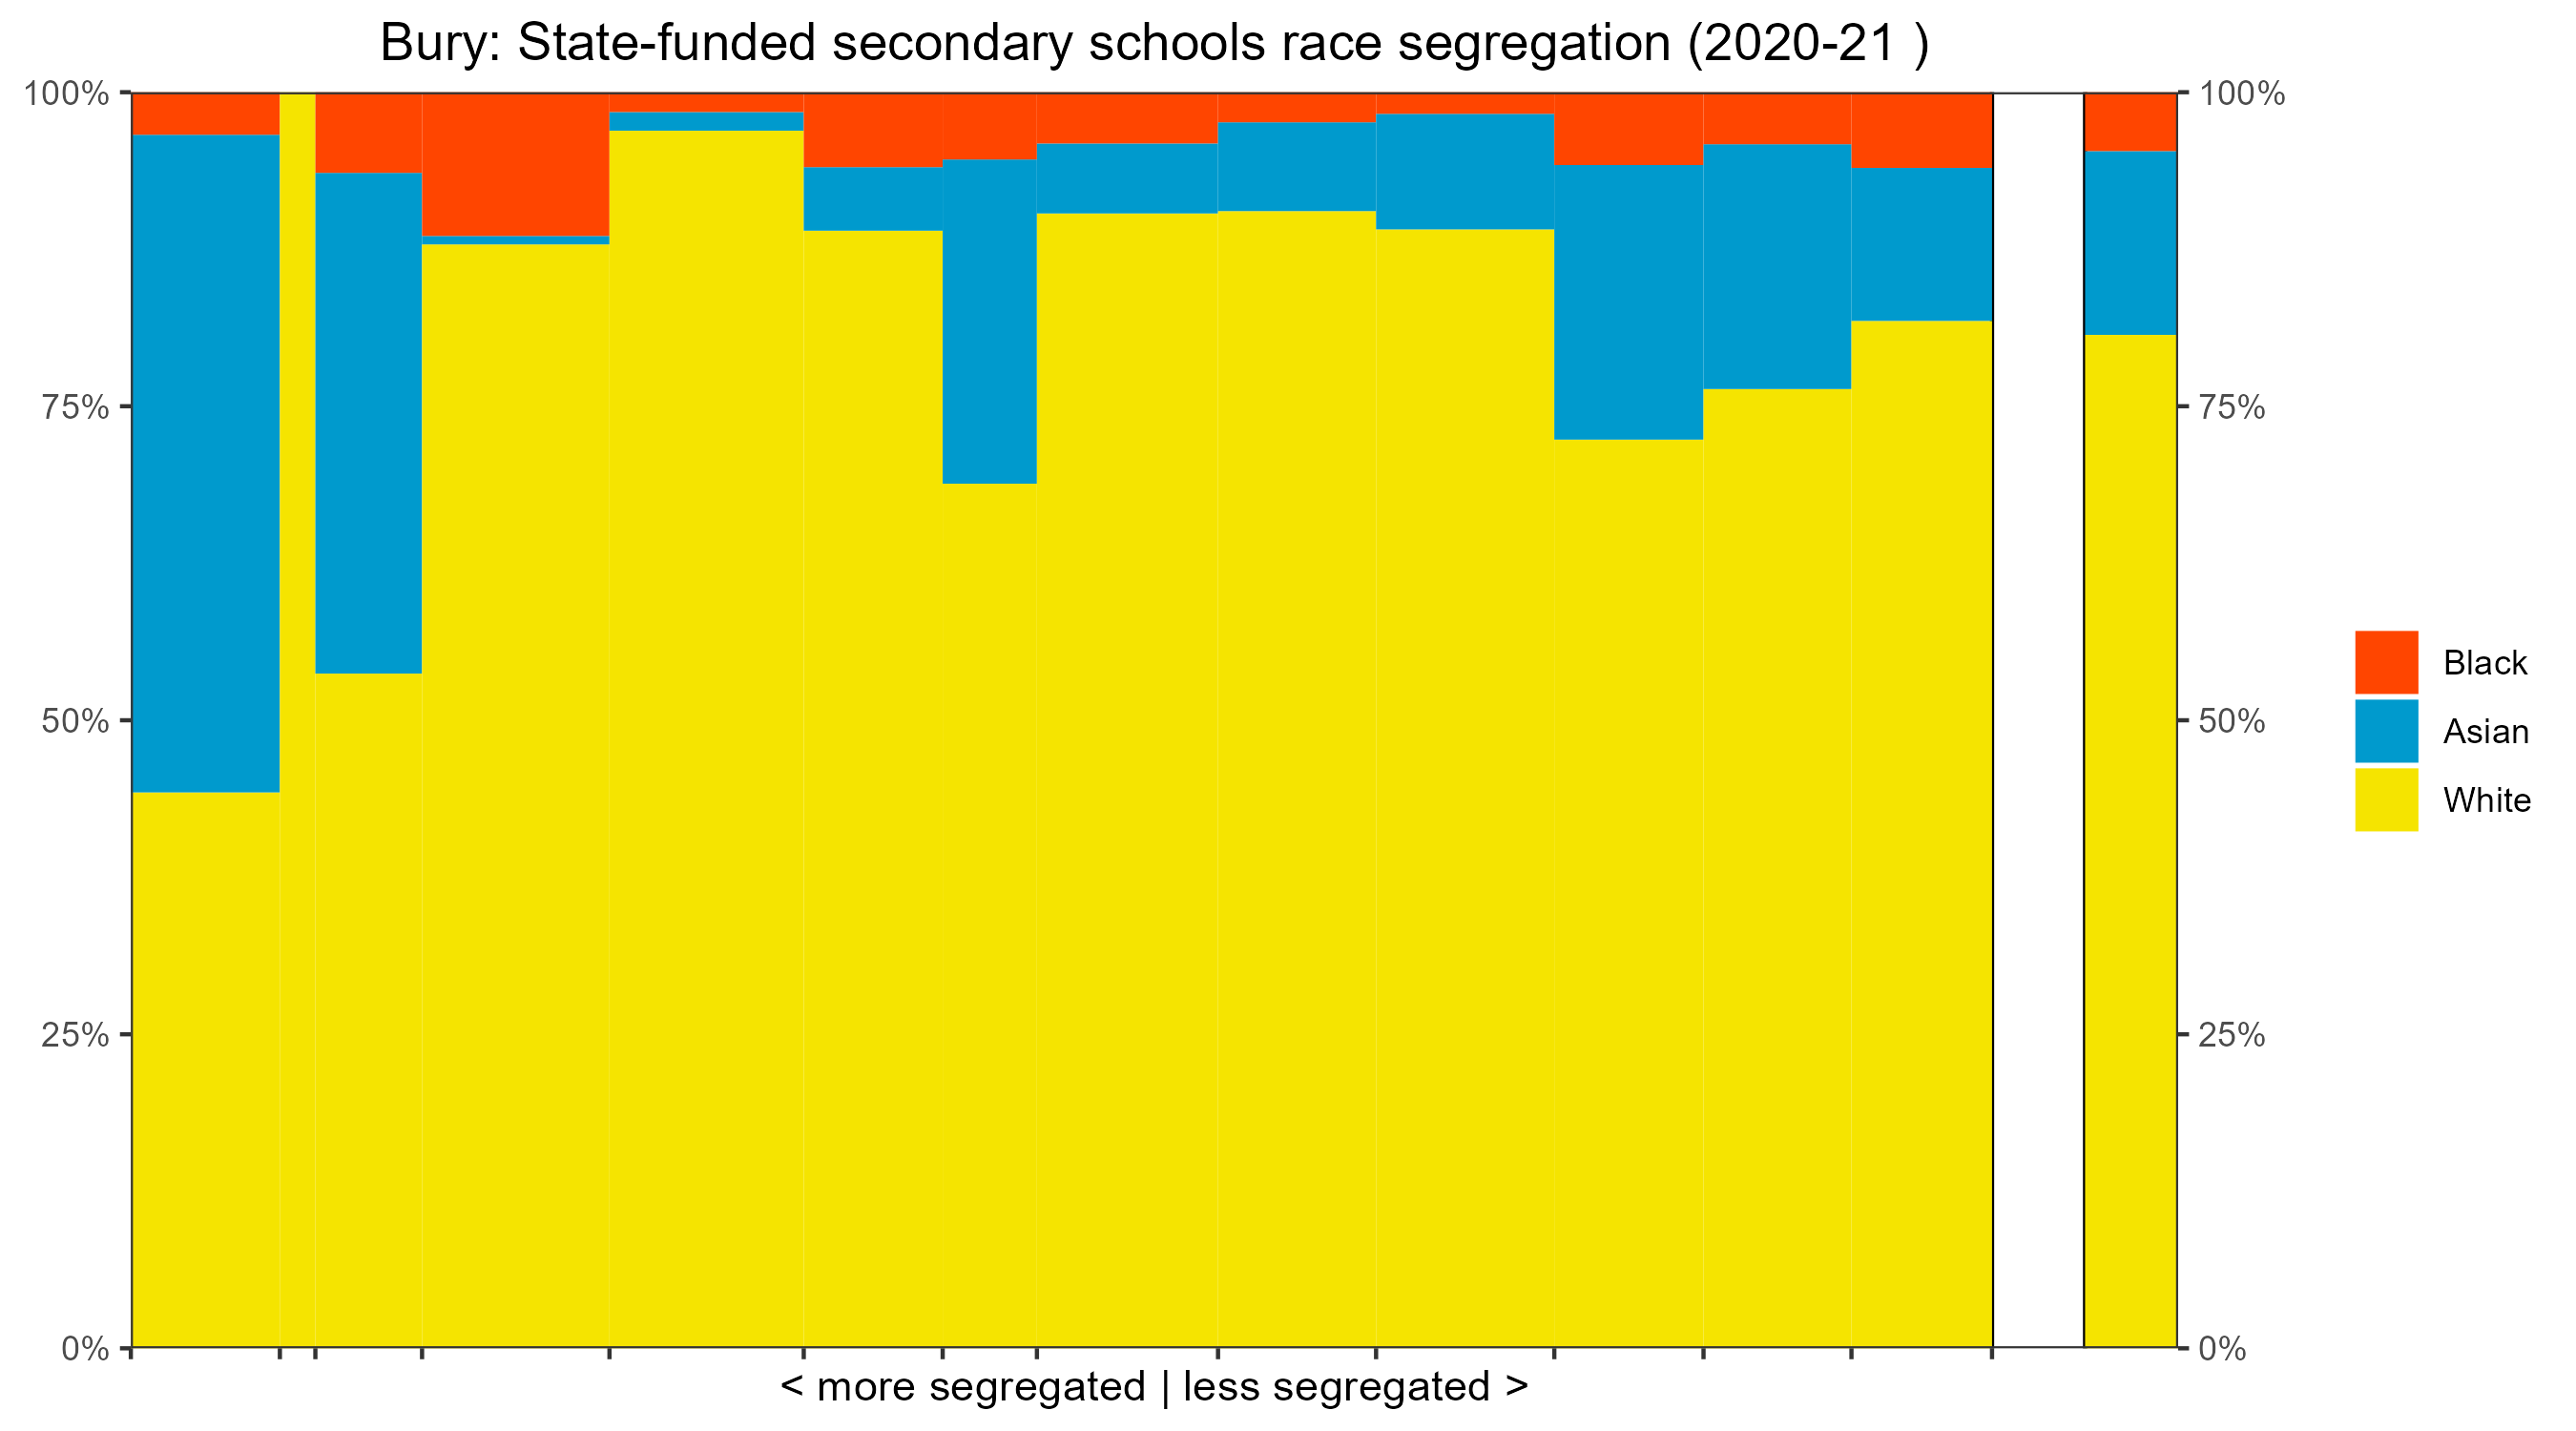 Bury: State-funded secondary schools race segregation (2020-21 )
100%
75%
50%
25%
0%
100%
75%
50%
25%
0%
Black
Asian
White
< more segregated | less segregated >